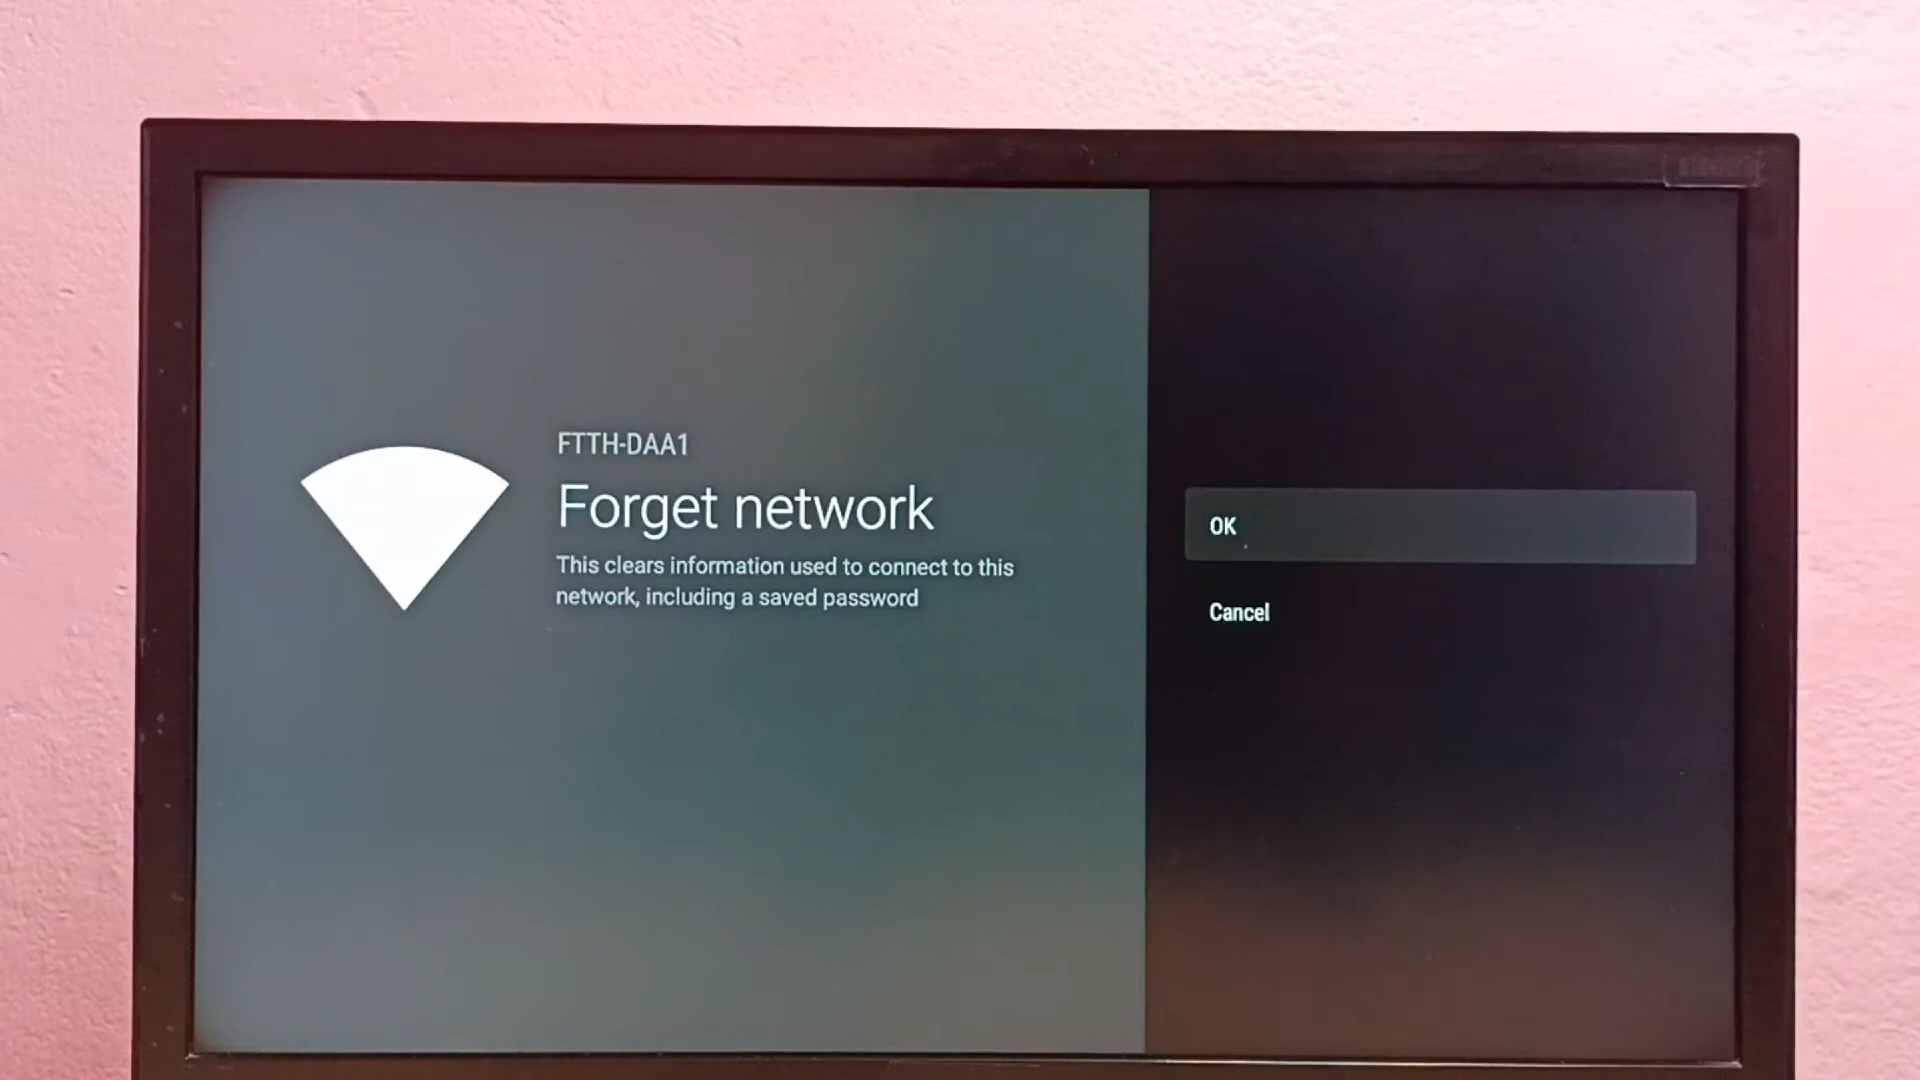 FTTH-DAA1
Forget network
This clears information used to connect to this
network, including a saved password
OK
Cancel